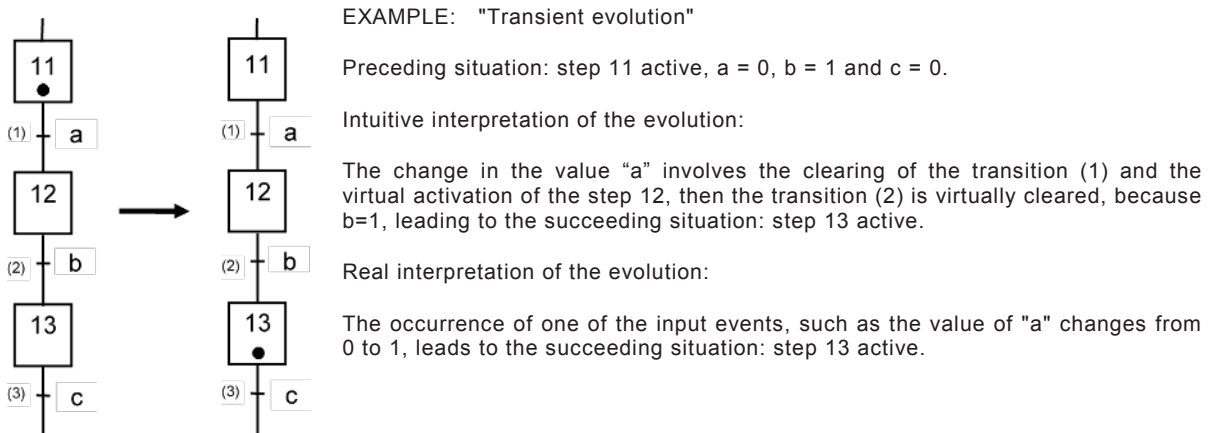 EXAMPLE: "Transient evolution"
Preceding situation: step 11 active, a = 0, b = 1 and c = 0.
Intuitive interpretation of the evolution:
The change in the value “a” involves the clearing of the transition (1) and the
virtual activation of the step 12, then the transition (2) is virtually cleared, because
b=1, leading to the succeeding situation: step 13 active.
Real interpretation of the evolution:
The occurrence of one of the input events, such as the value of "a" changes from
0 to 1, leads to the succeeding situation: step 13 active.
11
(1) a
12
(2) b
13
(3) c
11
(1) a
12
(2) b
13
(3) c